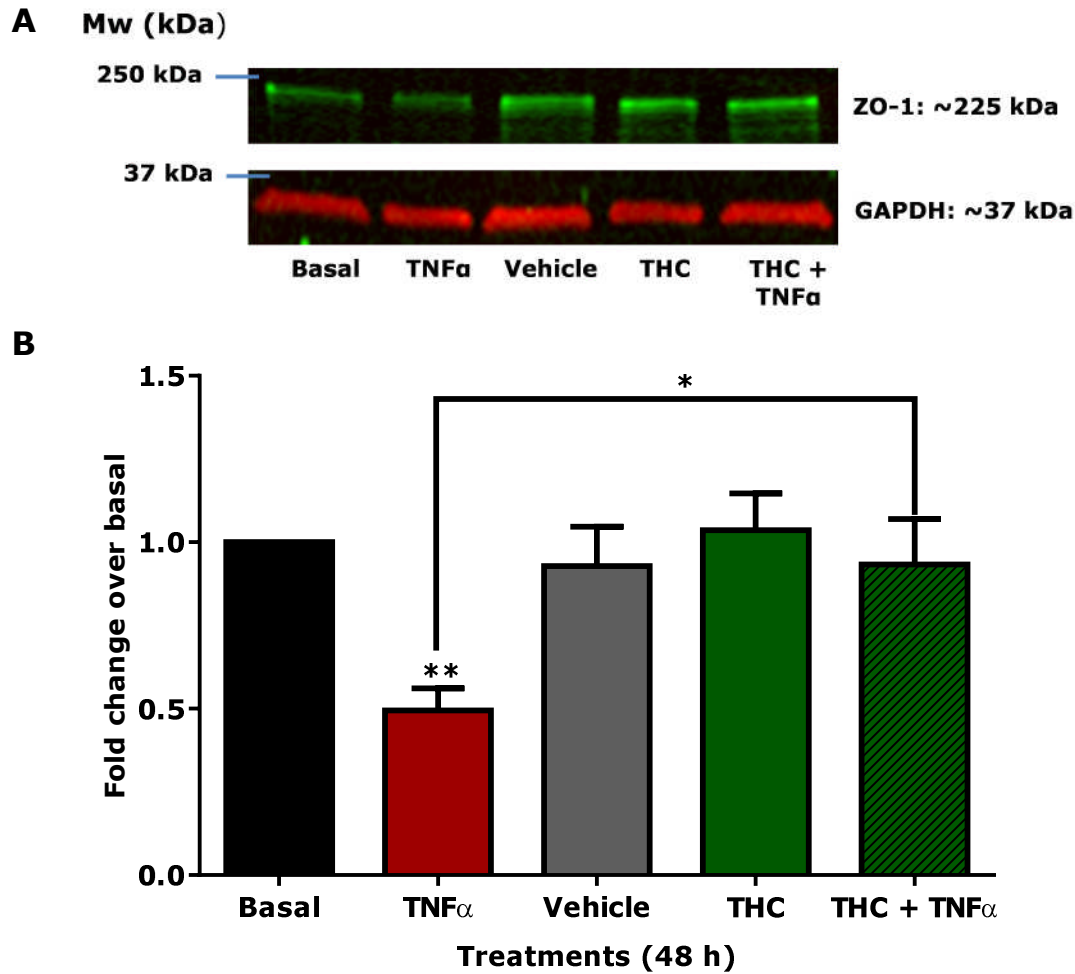 A
Mw (kDa)
250 kDa
ZO-1: ~225 kDa
37 kDa
GAPDH: ~37 kDa
Basal TNFα Vehicle THC THC +
TNFα
B
1.5
*
Fold change over basal
1.0
**
0.5
0.0
Basal TNFα Vehicle THC THC + TNFα
Treatments (48 h)